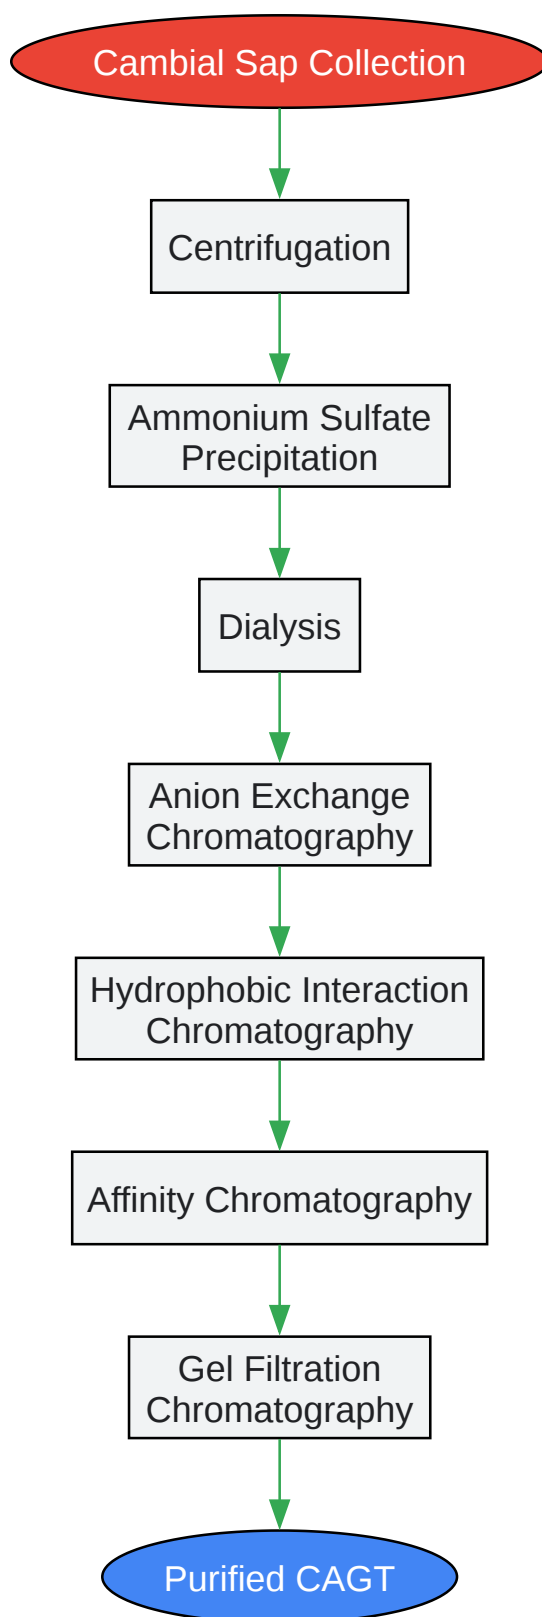 Cambial Sap Collection
Centrifugation
Ammonium Sulfate
Precipitation
Dialysis
Anion Exchange
Chromatography
Hydrophobic Interaction
Chromatography
Affinity Chromatography
Gel Filtration
Chromatography
Purified CAGT